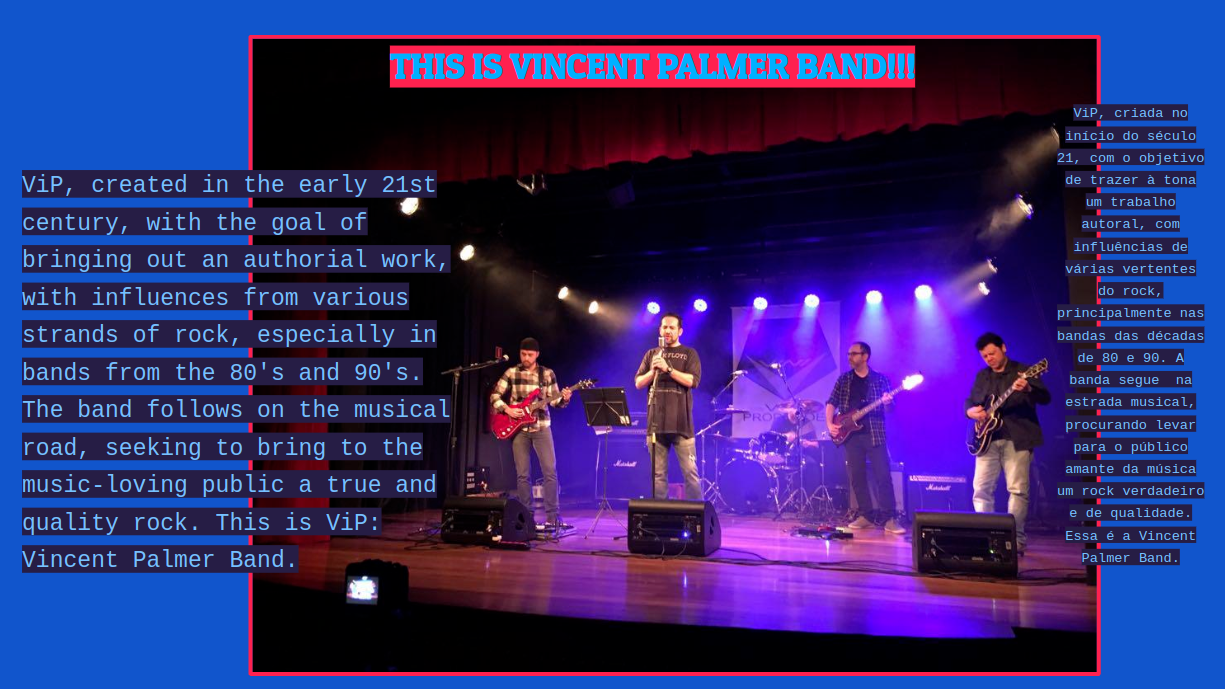 THIS IS VINCENT PALMER BAND!!!
ViP, created in the early 21st
century, with the goal of
bringing out an authorial work,
with influences from various
strands of rock, especially in
bands from the 80's and 90's.
The band follows on the musical
road, seeking to bring to the
music-loving public a true and
quality rock. This is ViP:
Vincent Palmer Band.
ViP, criada no
início do século
21, com o objetivo
de trazer à tona
um trabalho
autoral, com
influências de
várias vertentes
do rock,
principalmente nas
bandas das décadas
de 80 e 90. A
banda segue  na
estrada musical,
procurando levar
para o público
amante da música
um rock verdadeiro
e de qualidade.
Essa é a Vincent
Palmer Band.
FLOYD
Marshall
Marshall